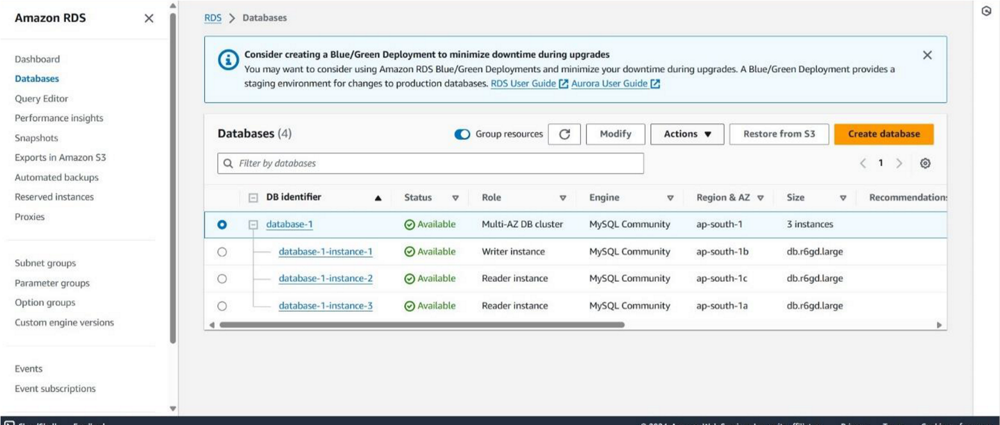 Amazon RDS
Dashboard
Databases
Query Editor
Performance insights
Snapshots
Exports in Amazon S3
Automated backups
Reserved instances
Proxies
Subnet groups
Parameter groups
Option groups
Custom engine versions
Events
Event subscriptions
RDS > Databases
Consider creating a Blue/Green Deployment to minimize downtime during upgrades
You may want to consider using Amazon RDS Blue/Green Deployments and minimize your downtime during upgrades. A Blue/Green Deployment provides a
staging environment for changes to production databases. RDS User Guide Aurora User Guide
Databases (4) Group resources Modify Actions Restore from S3 Create database
Filter by databases 1
DB identifier Status Role Engine Region & AZ Size Recommendations
database-1 Available Multi-AZ DB cluster MySQL Community ap-south-1 3 instances
database-1-instance-1 Available Writer instance MySQL Community ap-south-1b db.r6gd.large
database-1-instance-2 Available Reader instance MySQL Community ap-south-1c db.r6gd.large
database-1-instance-3 Available Reader instance MySQL Community ap-south-1a db.r6gd.large